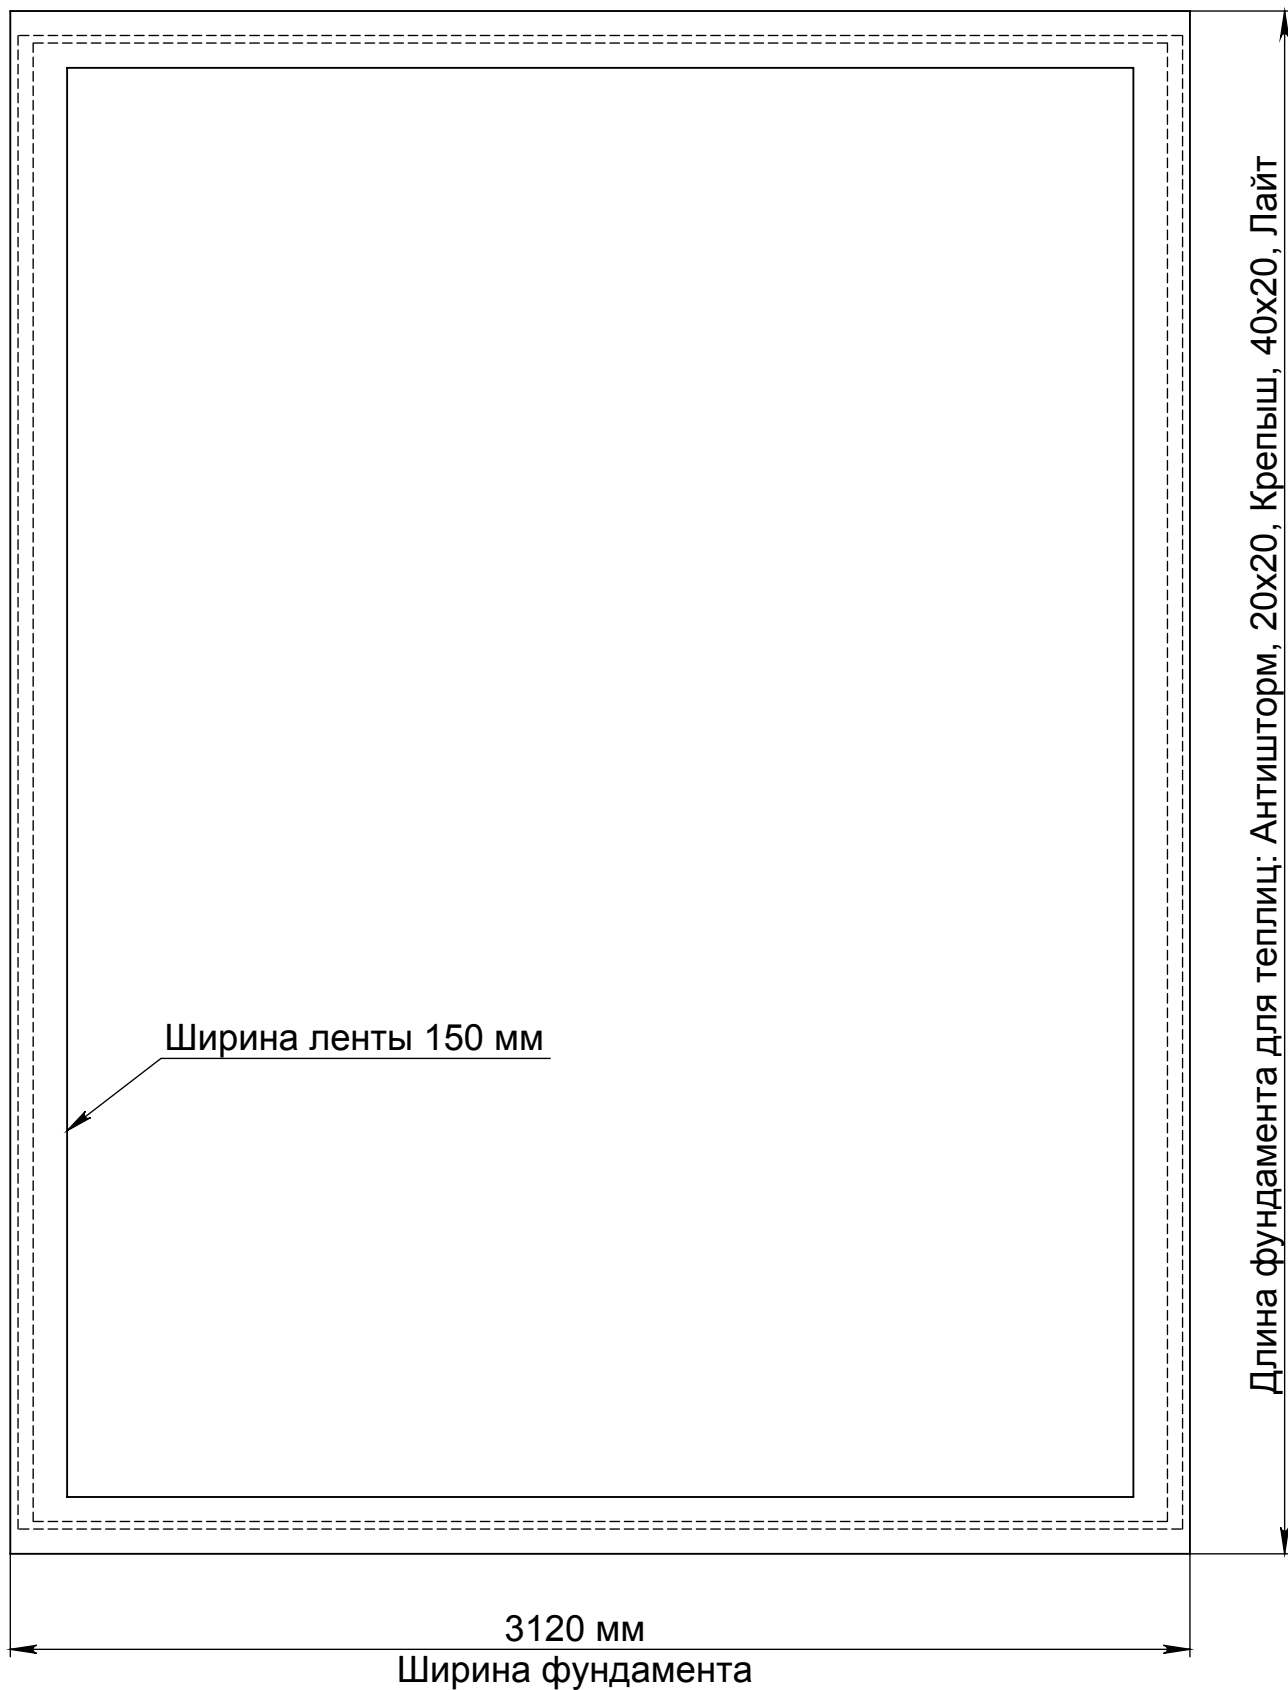 Длина фундамента для теплиц: Антишторм, 20х20, Крепыш, 40х20, Лайт
Ширина ленты 150 мм
3120 мм
Ширина фундамента